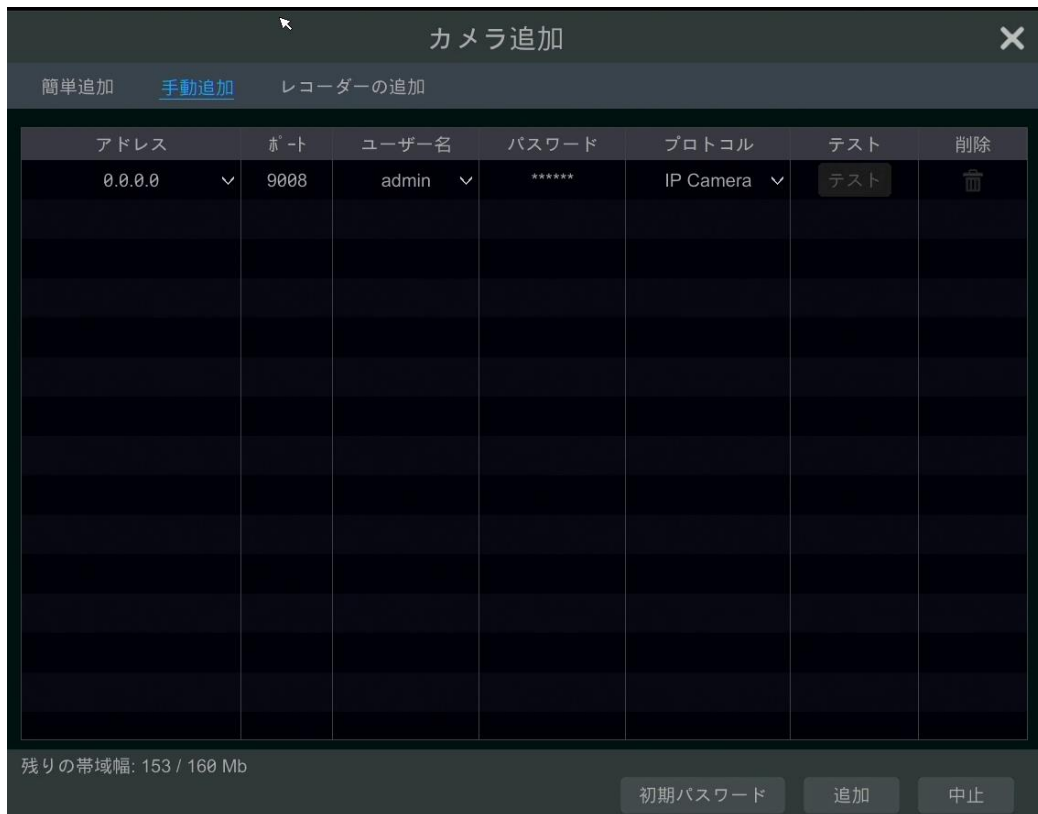 カメラ追加
簡単追加 手動追加 レコーダーの追加
アドレス ﾎﾟｰﾄ ユーザー名 パスワード プロトコル テスト 削除
0.0.0.0 9008 admin ****** IP Camera テスト
残りの帯域幅: 153 / 160 Mb
初期パスワード 追加 中止